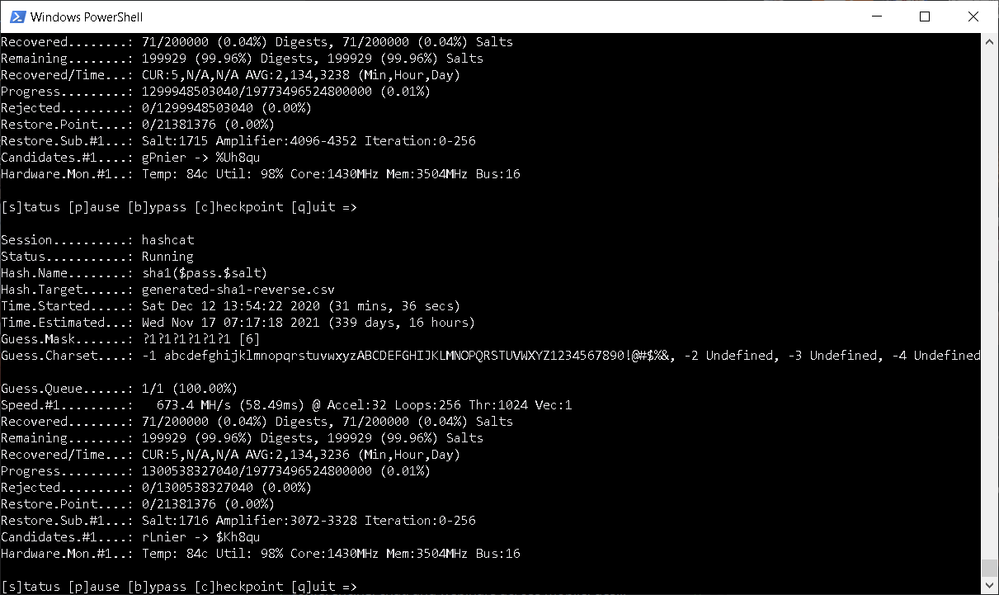 Windows PowerShell
Recovered........: 71/200000 (0.04%) Digests, 71/200000 (0.04%) Salts
Remaining........: 199929 (99.96%) Digests, 199929 (99.96%) Salts
Recovered/Time...: CUR:5,N/A,N/A AVG:2,134,3238 (Min,Hour,Day)
Progress.........: 1299948503040/19773496524800000 (0.01%)
Rejected.........: 0/1299948503040 (0.00%)
Restore.Point....: 0/21381376 (0.00%)
Restore.Sub.#1...: Salt:1715 Amplifier:4096-4352 Iteration:0-256
Candidates.#1....: gPnier -> %Uh8qu
Hardware.Mon.#1..: Temp: 84c Util: 98% Core:1430MHz Mem:3504MHz Bus:16
[s]tatus [p]ause [b]ypass [c]heckpoint [q]uit =>
Session..........: hashcat
Status...........: Running
Hash.Name........: sha1($pass.$salt)
Hash.Target......: generated-sha1-reverse.csv
Time.Started.....: Sat Dec 12 13:54:22 2020 (31 mins, 36 secs)
Time.Estimated...: Wed Nov 17 07:17:18 2021 (339 days, 16 hours)
Guess.Mask.......: ?1?1?1?1?1?1 [6]
Guess.Charset....: -1 abcdefghijklmnopqrstuvwxyzABCDEFGHIJKLMNOPQRSTUVWXYZ1234567890!@#$%&, -2 Undefined, -3 Undefined, -4 Undefined
Guess.Queue......: 1/1 (100.00%)
Speed.#1.........:   673.4 MH/s (58.49ms) @ Accel:32 Loops:256 Thr:1024 Vec:1
Recovered........: 71/200000 (0.04%) Digests, 71/200000 (0.04%) Salts
Remaining........: 199929 (99.96%) Digests, 199929 (99.96%) Salts
Recovered/Time...: CUR:5,N/A,N/A AVG:2,134,3236 (Min,Hour,Day)
Progress.........: 1300538327040/19773496524800000 (0.01%)
Rejected.........: 0/1300538327040 (0.00%)
Restore.Point....: 0/21381376 (0.00%)
Restore.Sub.#1...: Salt:1716 Amplifier:3072-3328 Iteration:0-256
Candidates.#1....: rLnier -> $Kh8qu
Hardware.Mon.#1..: Temp: 84c Util: 98% Core:1430MHz Mem:3504MHz Bus:16
[s]tatus [p]ause [b]ypass [c]heckpoint [q]uit =>